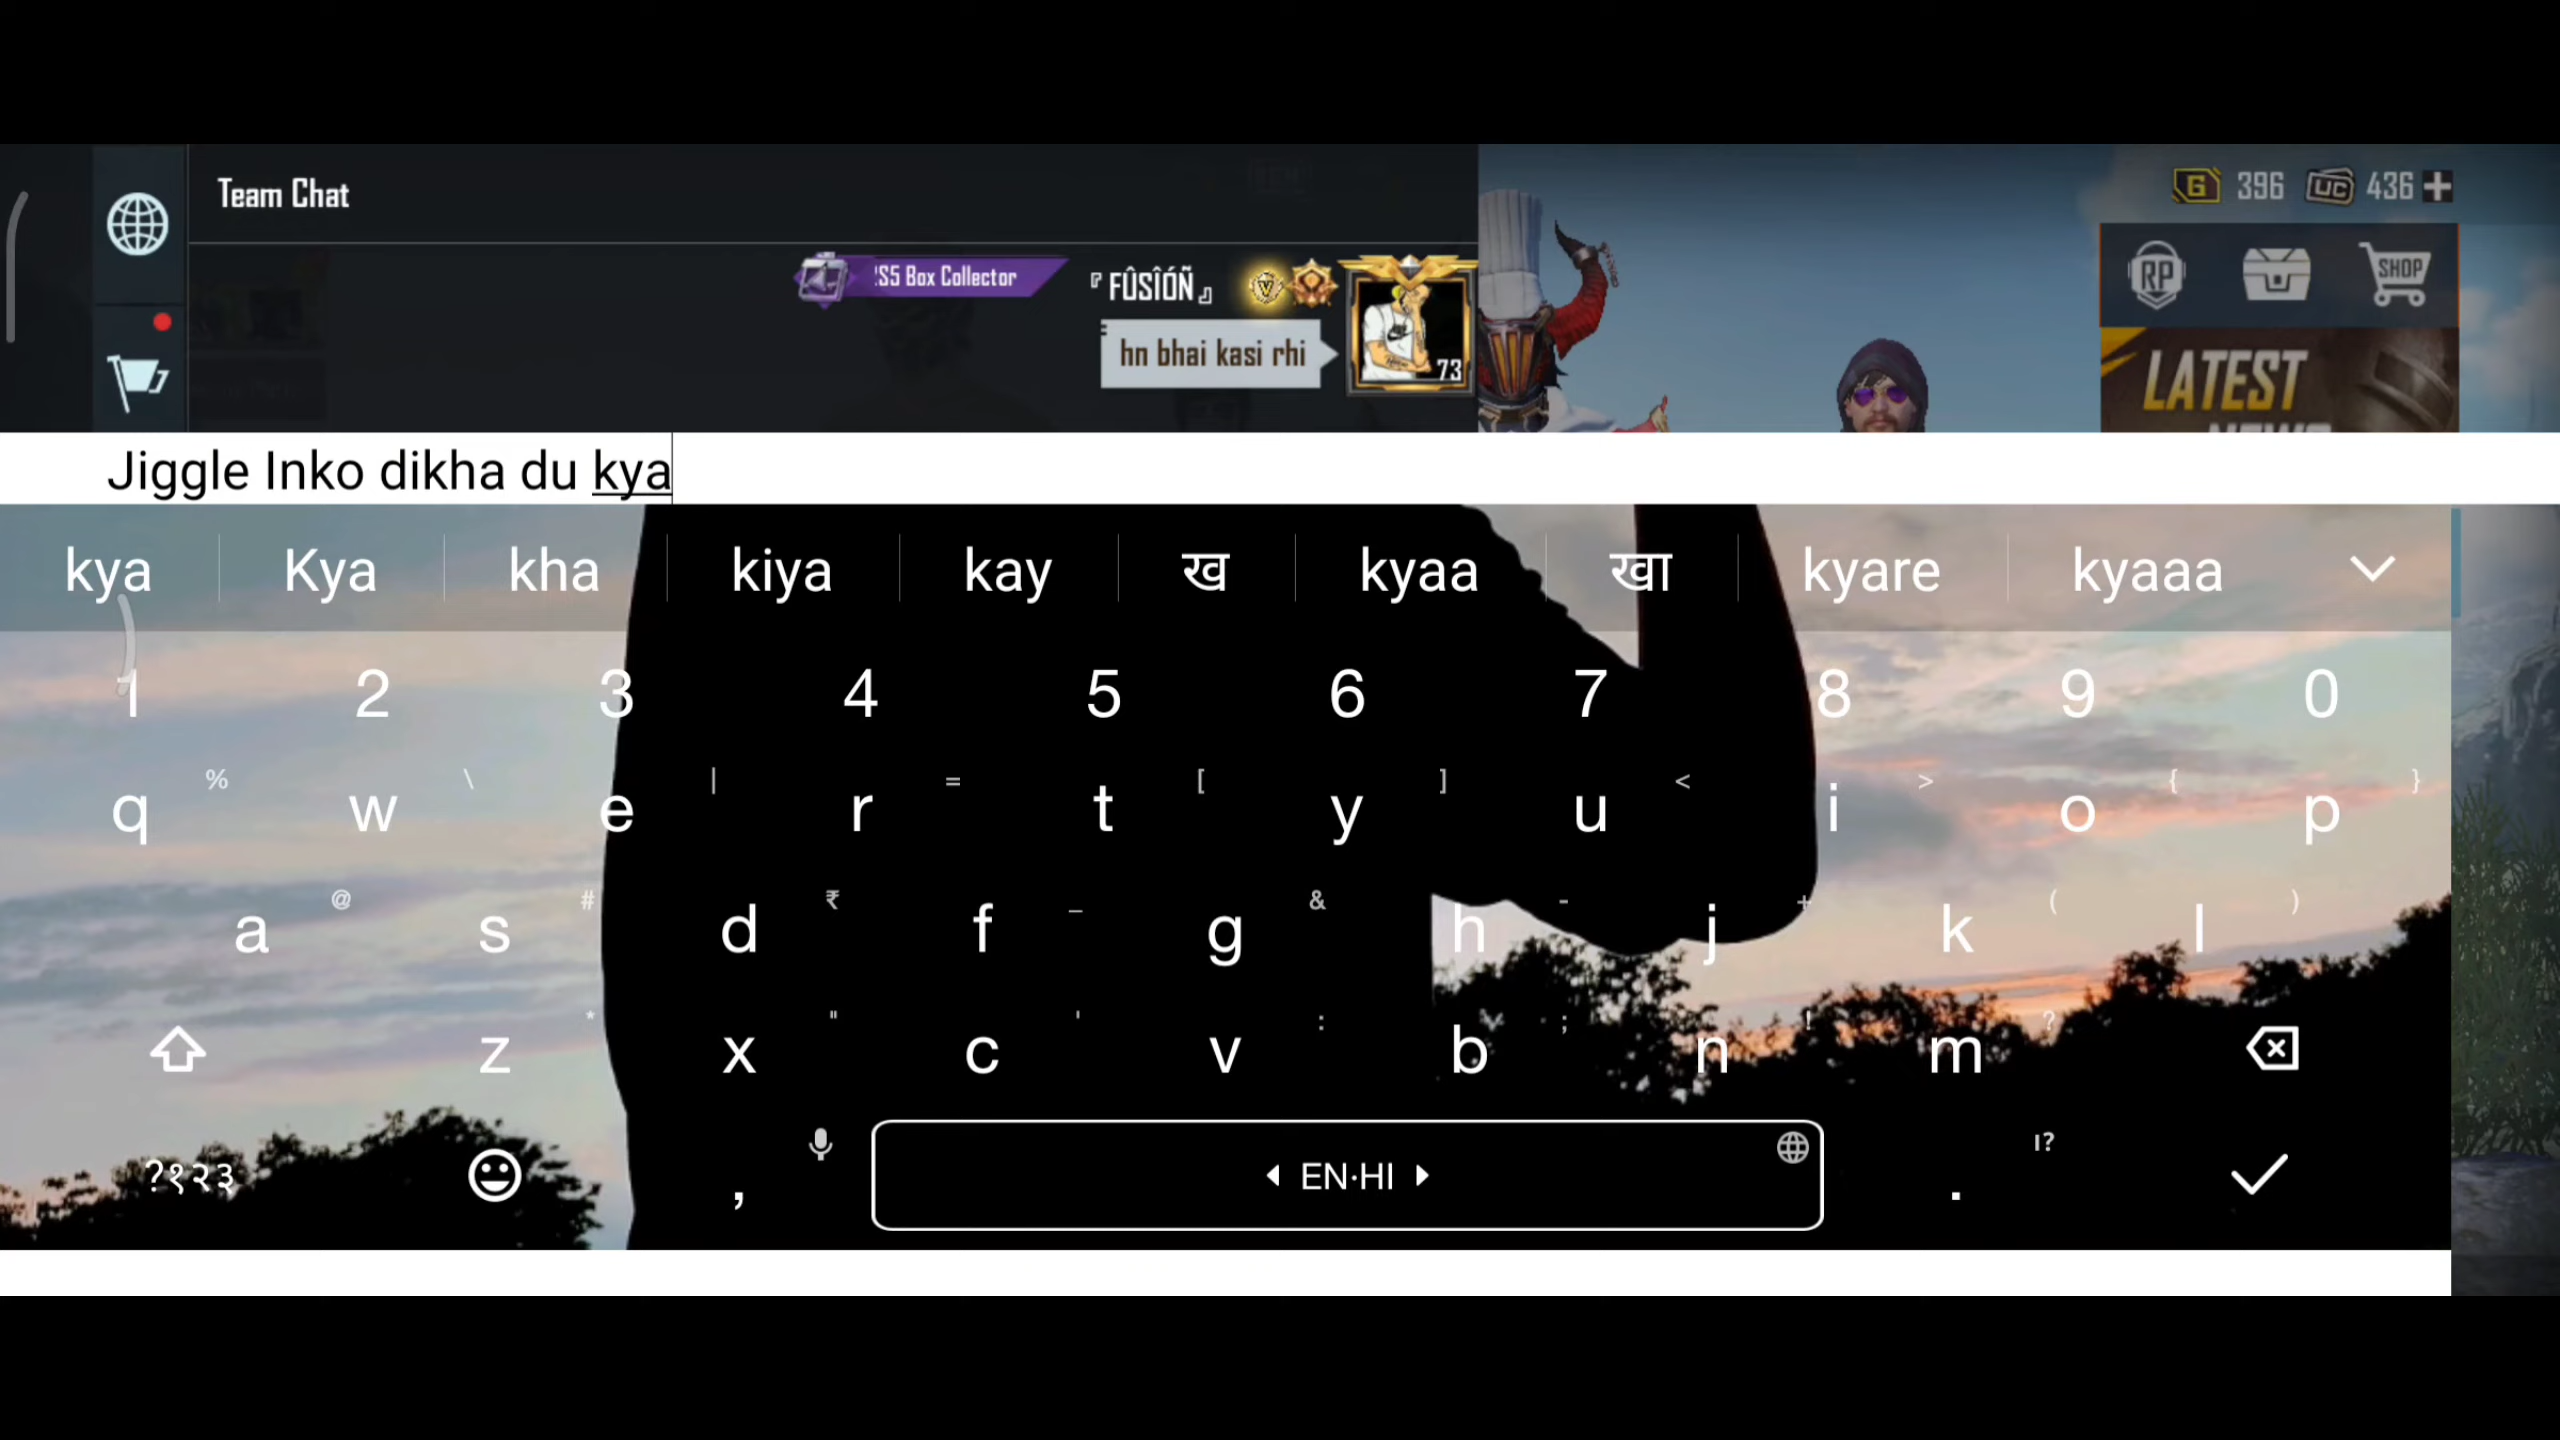 Team Chat
396 UC 436
S5 Box Collector 『 FÛSÎÓÑ 』 V
RP SHOP
hn bhai kasi rhi
73
LATEST
Jiggle Inko dikha du kya
kya Kya kha kiya kay ख kyaa खा kyare kyaaa
1 2 3 4 5 6 7 8 9 0
% \ | = [ ] < > { }
q w e r t y u i o p
@ # ₹ _ & - + ( )
a s d f g h j k l
* " ' : ; ! ?
z x c v b n m
?१२३ , EN·HI . ।?